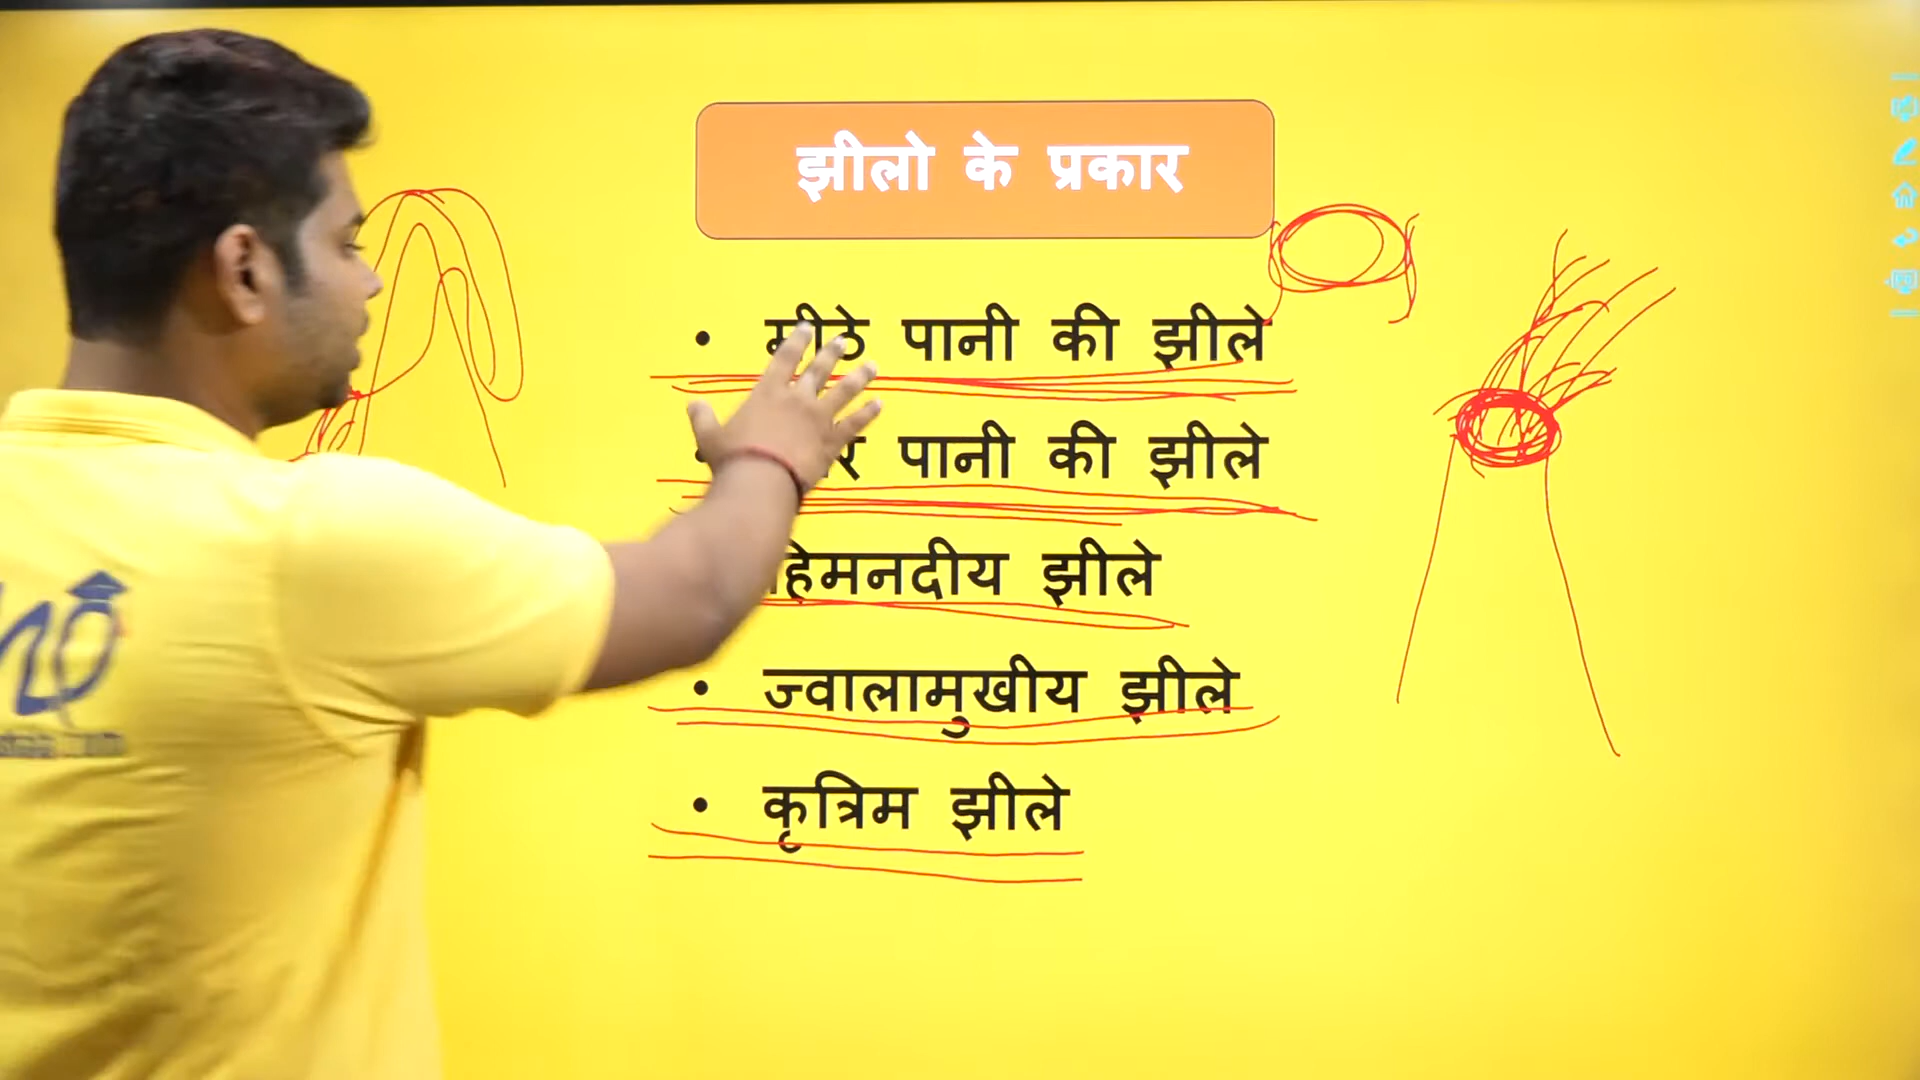 झीलो के प्रकार
• मीठे पानी की झीले
पानी की झीले
हिमनदीय झीले
• ज्वालामुखीय झीले
• कृत्रिम झीले